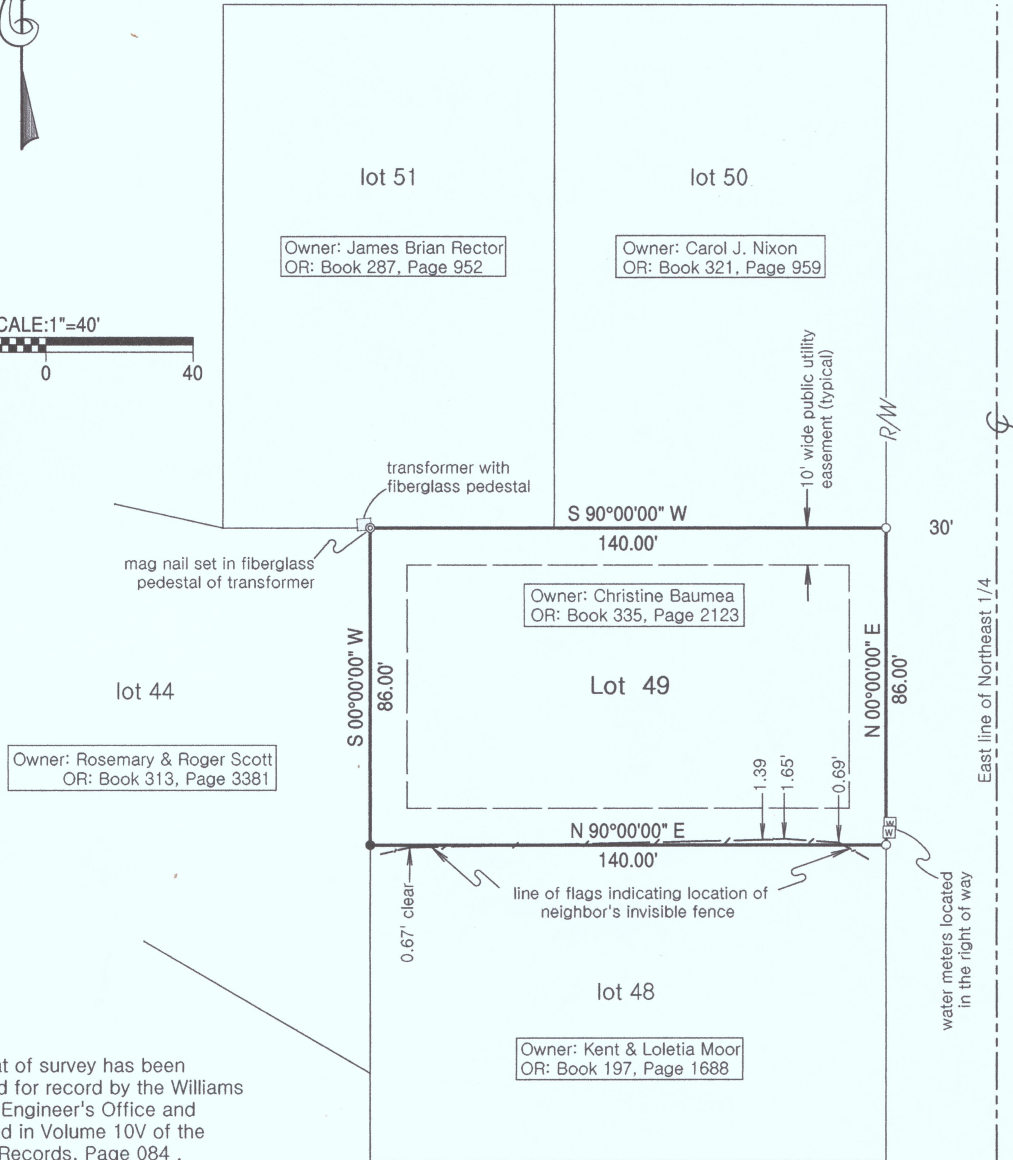 lot 51
lot 50
Owner: James Brian Rector
OR: Book 287, Page 952
Owner: Carol J. Nixon
OR: Book 321, Page 959
CALE:1"=40'
0
40
10' wide public utility
easement (typical)
R/W
transformer with
fiberglass pedestal
S 90°00'00" W
140.00'
30'
mag nail set in fiberglass
pedestal of transformer
Owner: Christine Baumea
OR: Book 335, Page 2123
Lot 49
S 00°00'00" W
86.00'
N 00°00'00" E
86.00'
East line of Northeast 1/4
lot 44
Owner: Rosemary & Roger Scott
OR: Book 313, Page 3381
1.39
1.65'
0.69'
W
W
N 90°00'00" E
140.00'
0.67' clear
line of flags indicating location of
neighbor's invisible fence
water meters located
in the right of way
lot 48
Owner: Kent & Loletia Moor
OR: Book 197, Page 1688
at of survey has been
d for record by the Williams
Engineer's Office and
d in Volume 10V of the
Records, Page 084 .